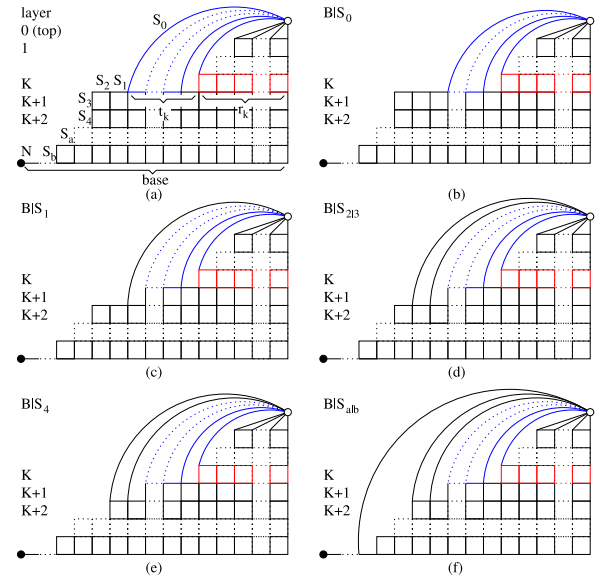 layer
0 (top)
1
K
K+1
K+2
N
S₀
S₂ S₁
S₃
S₄
Sₐ
S_b
t_k
r_k
base
(a)
B|S₀
K
K+1
K+2
(b)
B|S₁
K
K+1
K+2
(c)
B|S₂|₃
K
K+1
K+2
(d)
B|S₄
K
K+1
K+2
(e)
B|Sₐ|b
K
K+1
K+2
(f)